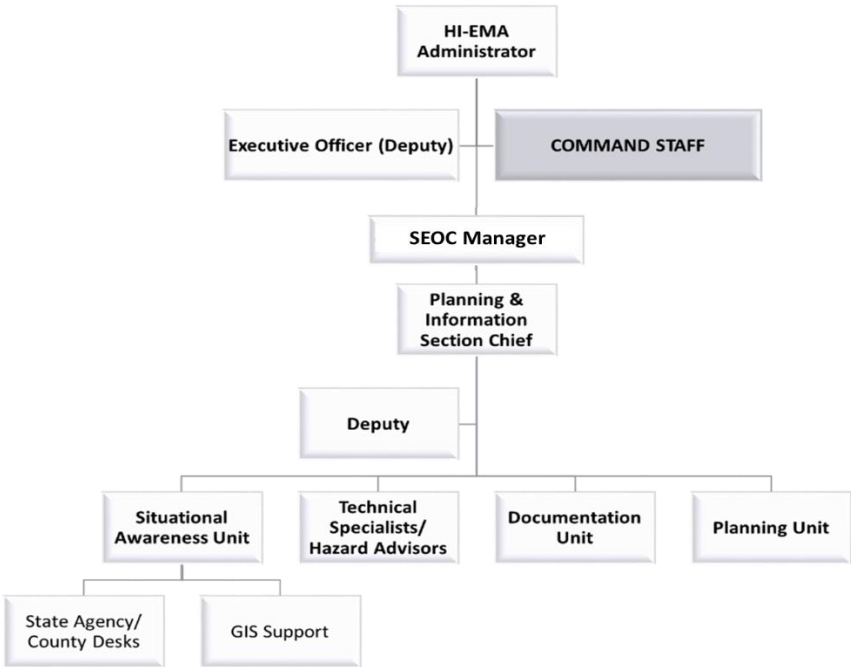 HI-EMA
Administrator
Executive Officer (Deputy)
COMMAND STAFF
SEOC Manager
Planning &
Information
Section Chief
Deputy
Situational
Awareness Unit
Technical
Specialists/
Hazard Advisors
Documentation
Unit
Planning Unit
State Agency/
County Desks
GIS Support